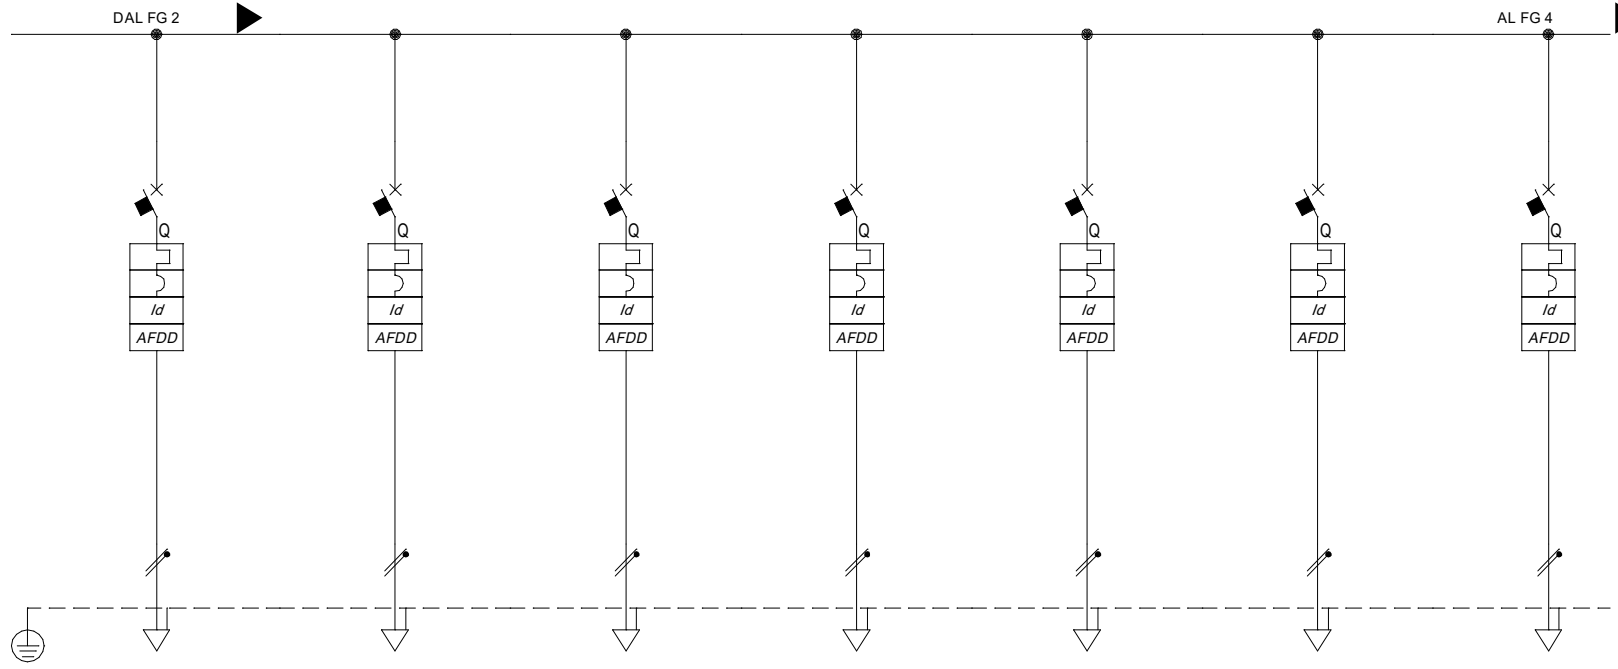 DAL FG 2
AL FG 4
Q Q Q Q Q Q Q
Id Id Id Id Id Id Id
AFDD AFDD AFDD AFDD AFDD AFDD AFDD